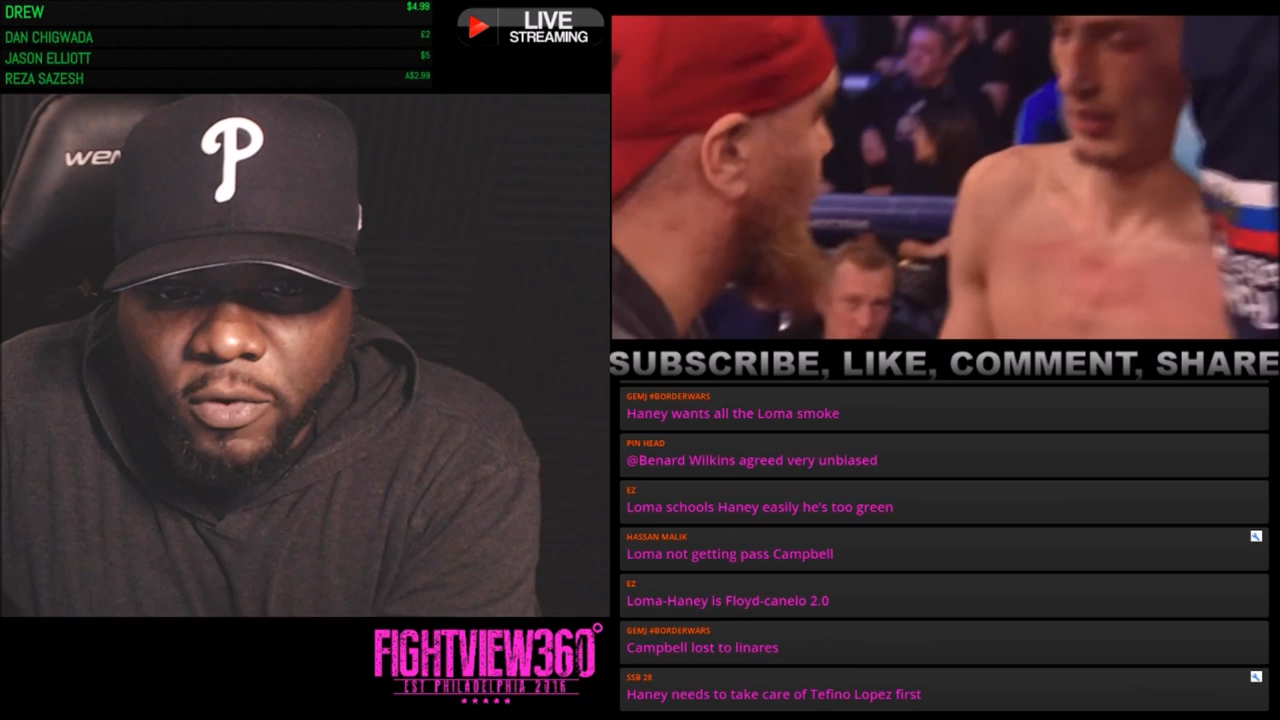 DREW $4.99
DAN CHIGWADA £2
JASON ELLIOTT $5
REZA SAZESH A$2.99
LIVE
STREAMING
P
SUBSCRIBE, LIKE, COMMENT, SHARE
GEMJ #BORDERWARS
Haney wants all the Loma smoke
PIN HEAD
@Benard Wilkins agreed very unbiased
EZ
Loma schools Haney easily he's too green
HASSAN MALIK
Loma not getting pass Campbell
EZ
Loma-Haney is Floyd-canelo 2.0
GEMJ #BORDERWARS
Campbell lost to linares
SSB 26
Haney needs to take care of Tefino Lopez first
FIGHTVIEW360°
EST PHILADELPHIA 2016